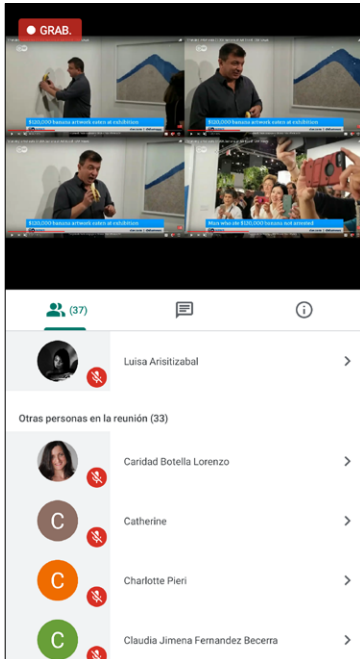 GRAB.
$120,000 banana artwork eaten at exhibition
$120,000 banana artwork eaten at exhibition
$120,000 banana artwork eaten at exhibition
Man who ate $120,000 banana not arrested
(37)
Luisa Arisitizabal
Otras personas en la reunión (33)
Caridad Botella Lorenzo
C
Catherine
C
Charlotte Pieri
C
Claudia Jimena Fernandez Becerra